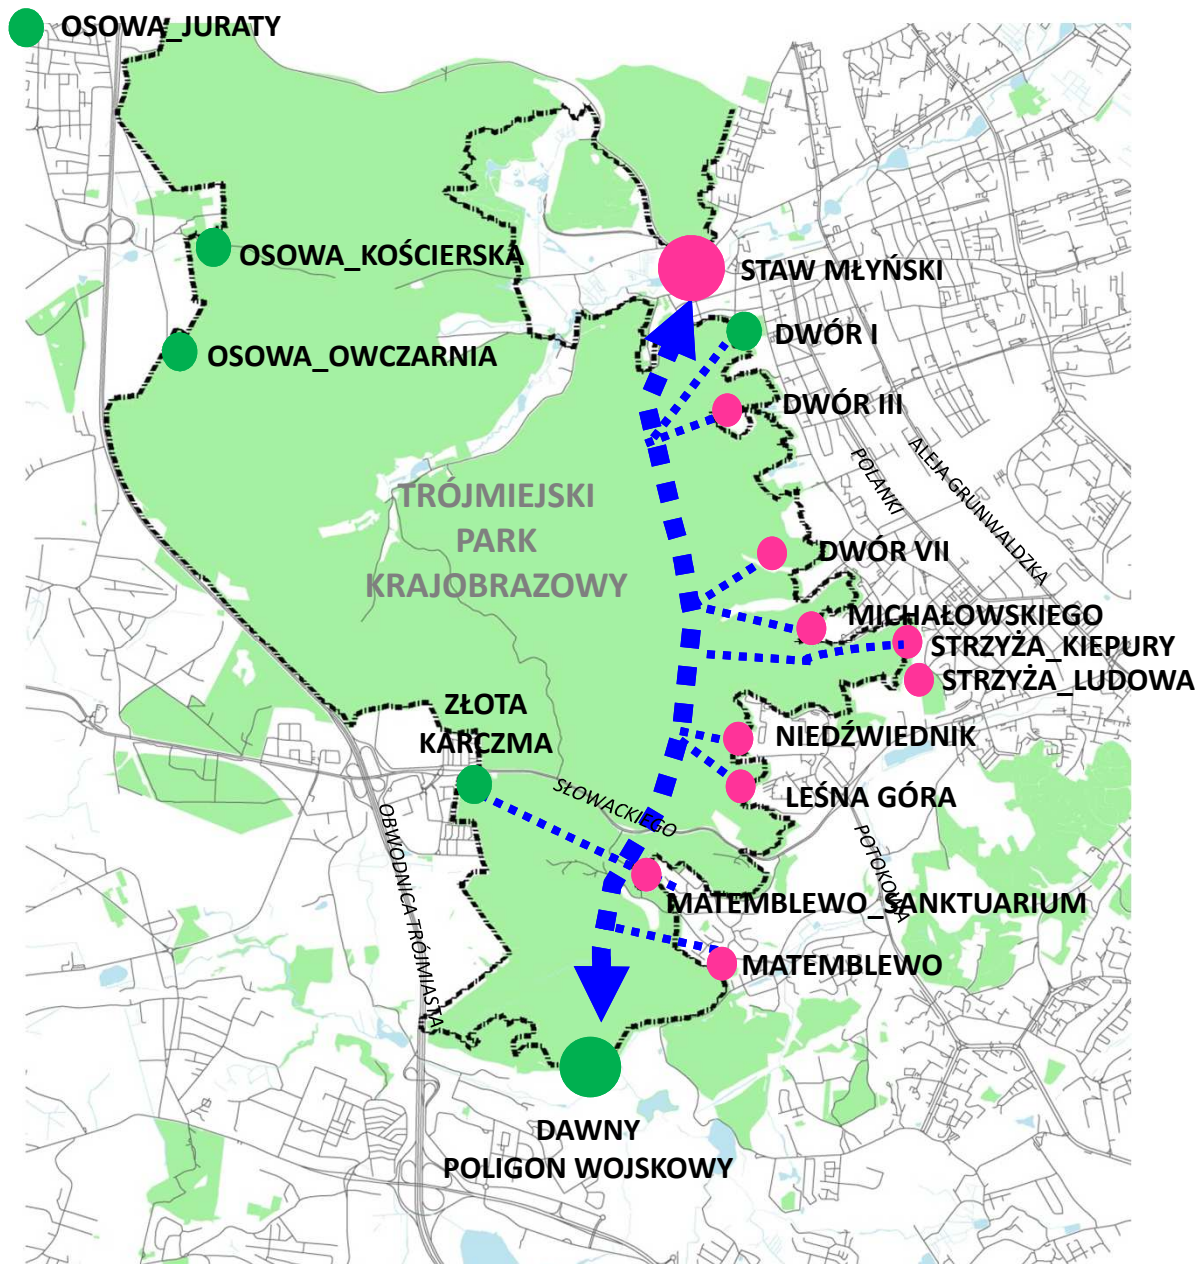 OSOWA_JURATY
OSOWA_KOŚCIERSKA
STAW MŁYŃSKI
DWÓR I
OSOWA_OWCZARNIA
DWÓR III
ALEJA GRUNWALDZKA
POLANKI
TRÓJMIEJSKI
PARK
KRAJOBRAZOWY
DWÓR VII
MICHAŁOWSKIEGO
STRZYŻA_KIEPURY
STRZYŻA_LUDOWA
ZŁOTA
KARCZMA
NIEDŹWIEDNIK
LEŚNA GÓRA
SŁOWACKIEGO
OBWODNICA TRÓJMIASTA
POTOKOWA
MATEMBLEWO_SANKTUARIUM
MATEMBLEWO
DAWNY
POLIGON WOJSKOWY